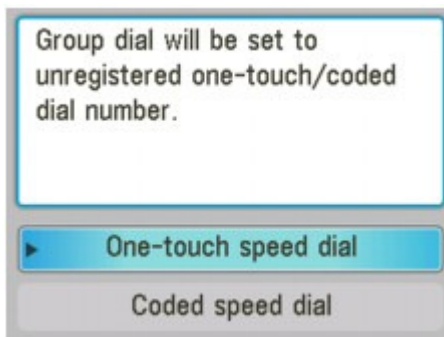 Group dial will be set to
unregistered one-touch/coded
dial number.
One-touch speed dial
Coded speed dial